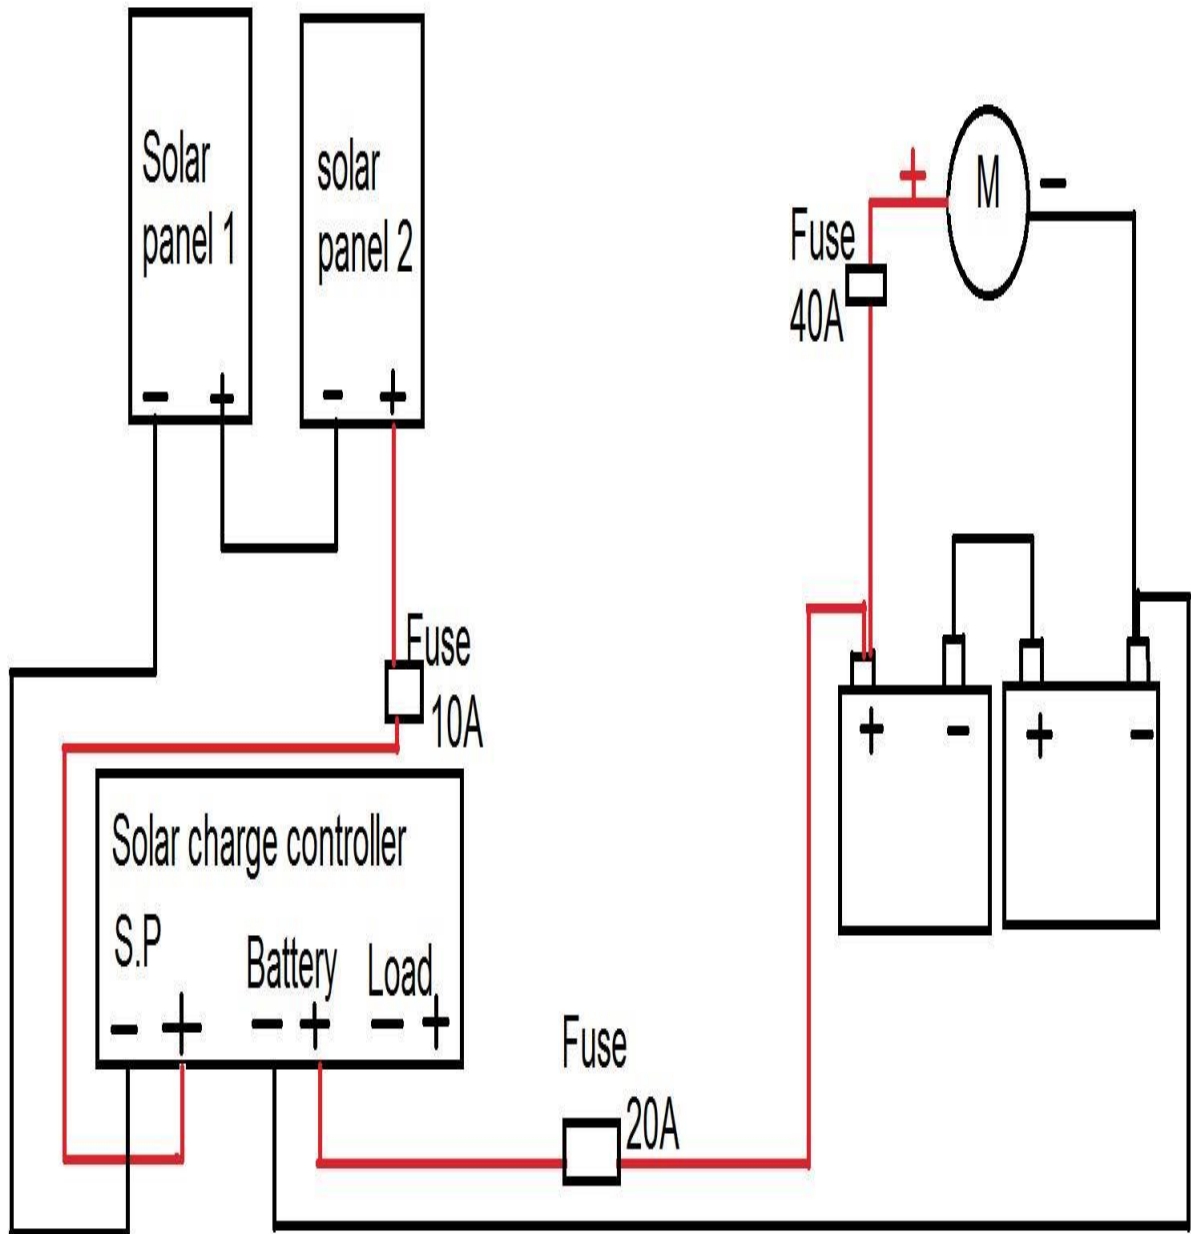 Solar
panel 1
- +
solar
panel 2
- +
Fuse
10A
Solar charge controller
S.P
- +
Battery
- +
Load
- +
Fuse
20A
Fuse
40A
+
M
-
+ -
+ -